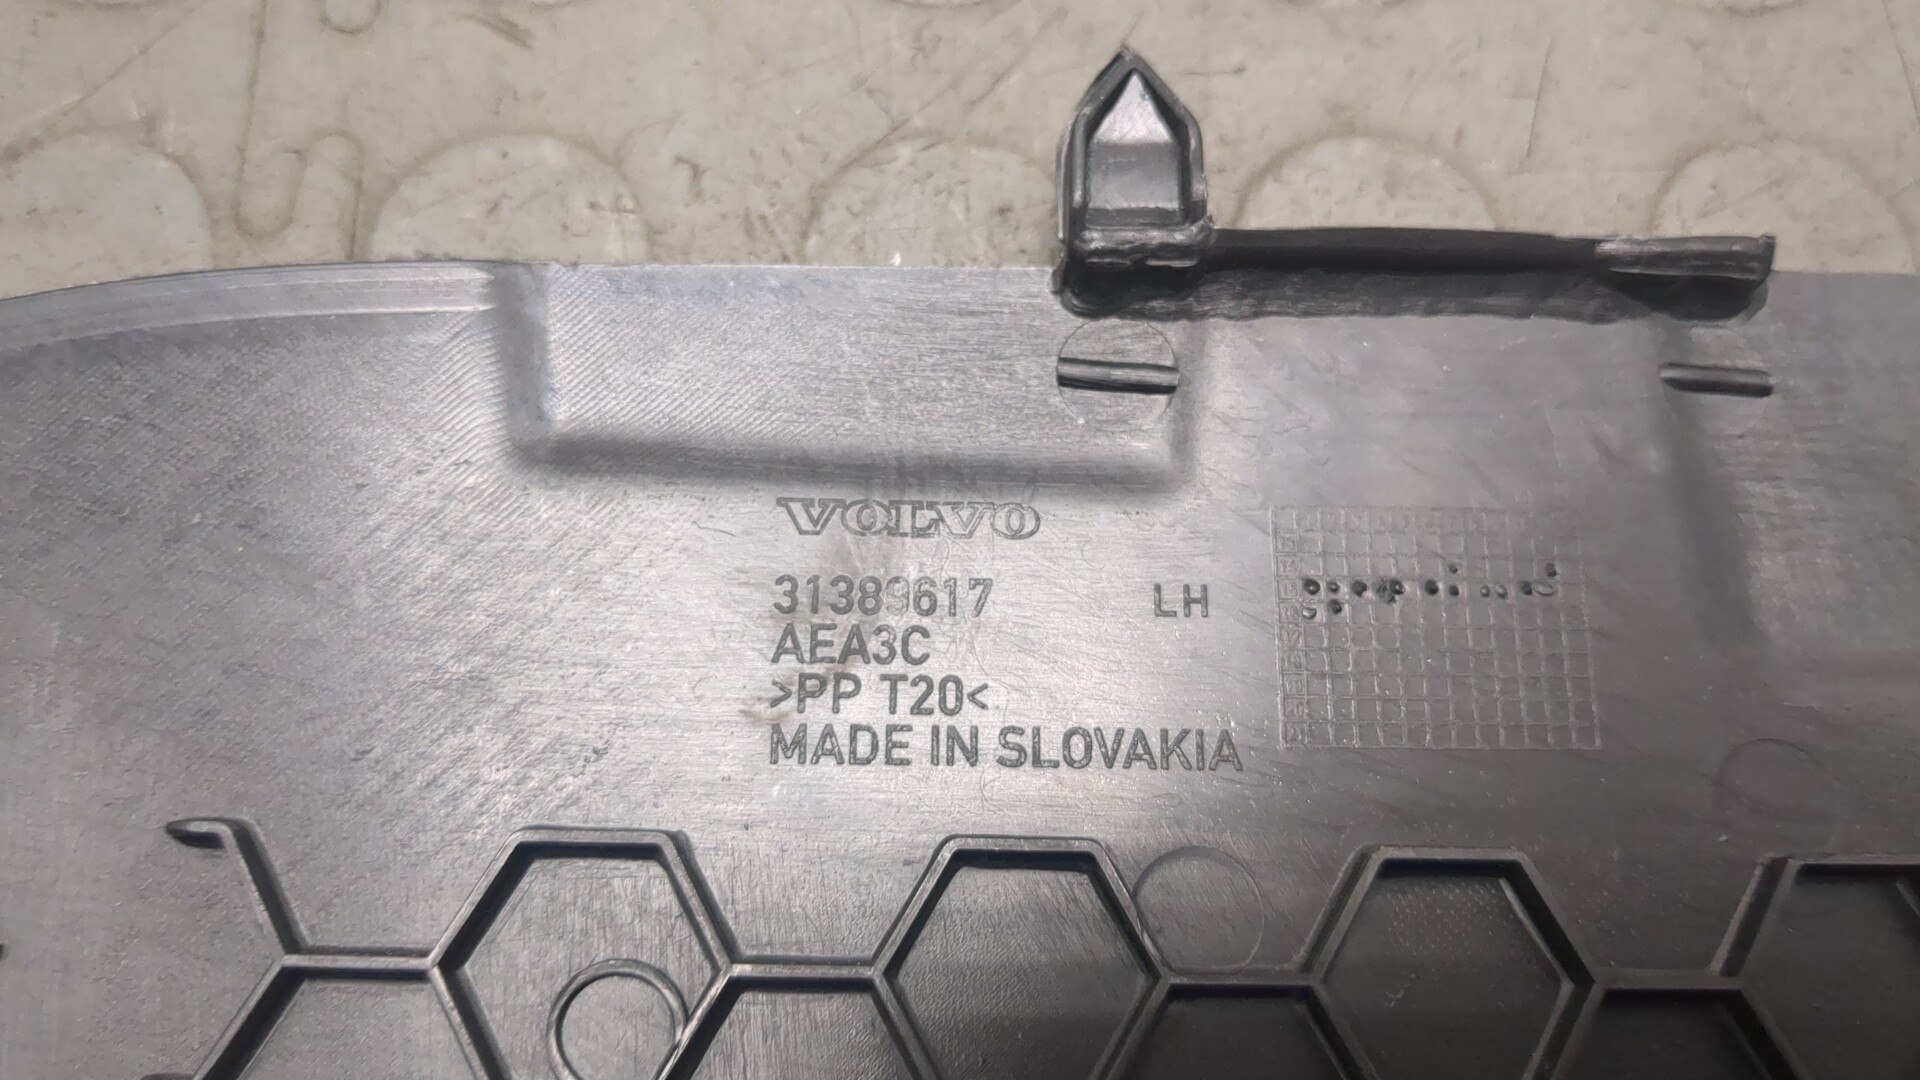 VOLVO
31389617 LH
AEA3C
>PP T20<
MADE IN SLOVAKIA